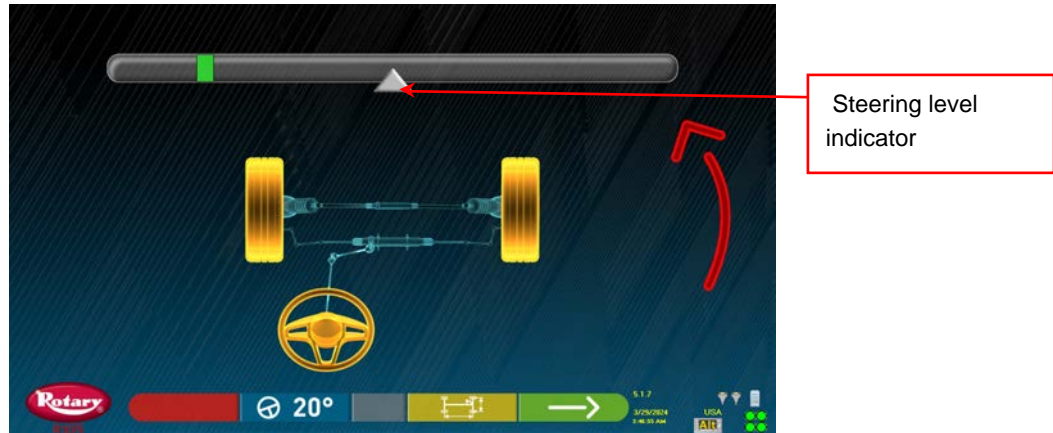 Steering level
indicator
Rotary
20°
5.1.7
3/29/2024
USA
Alt